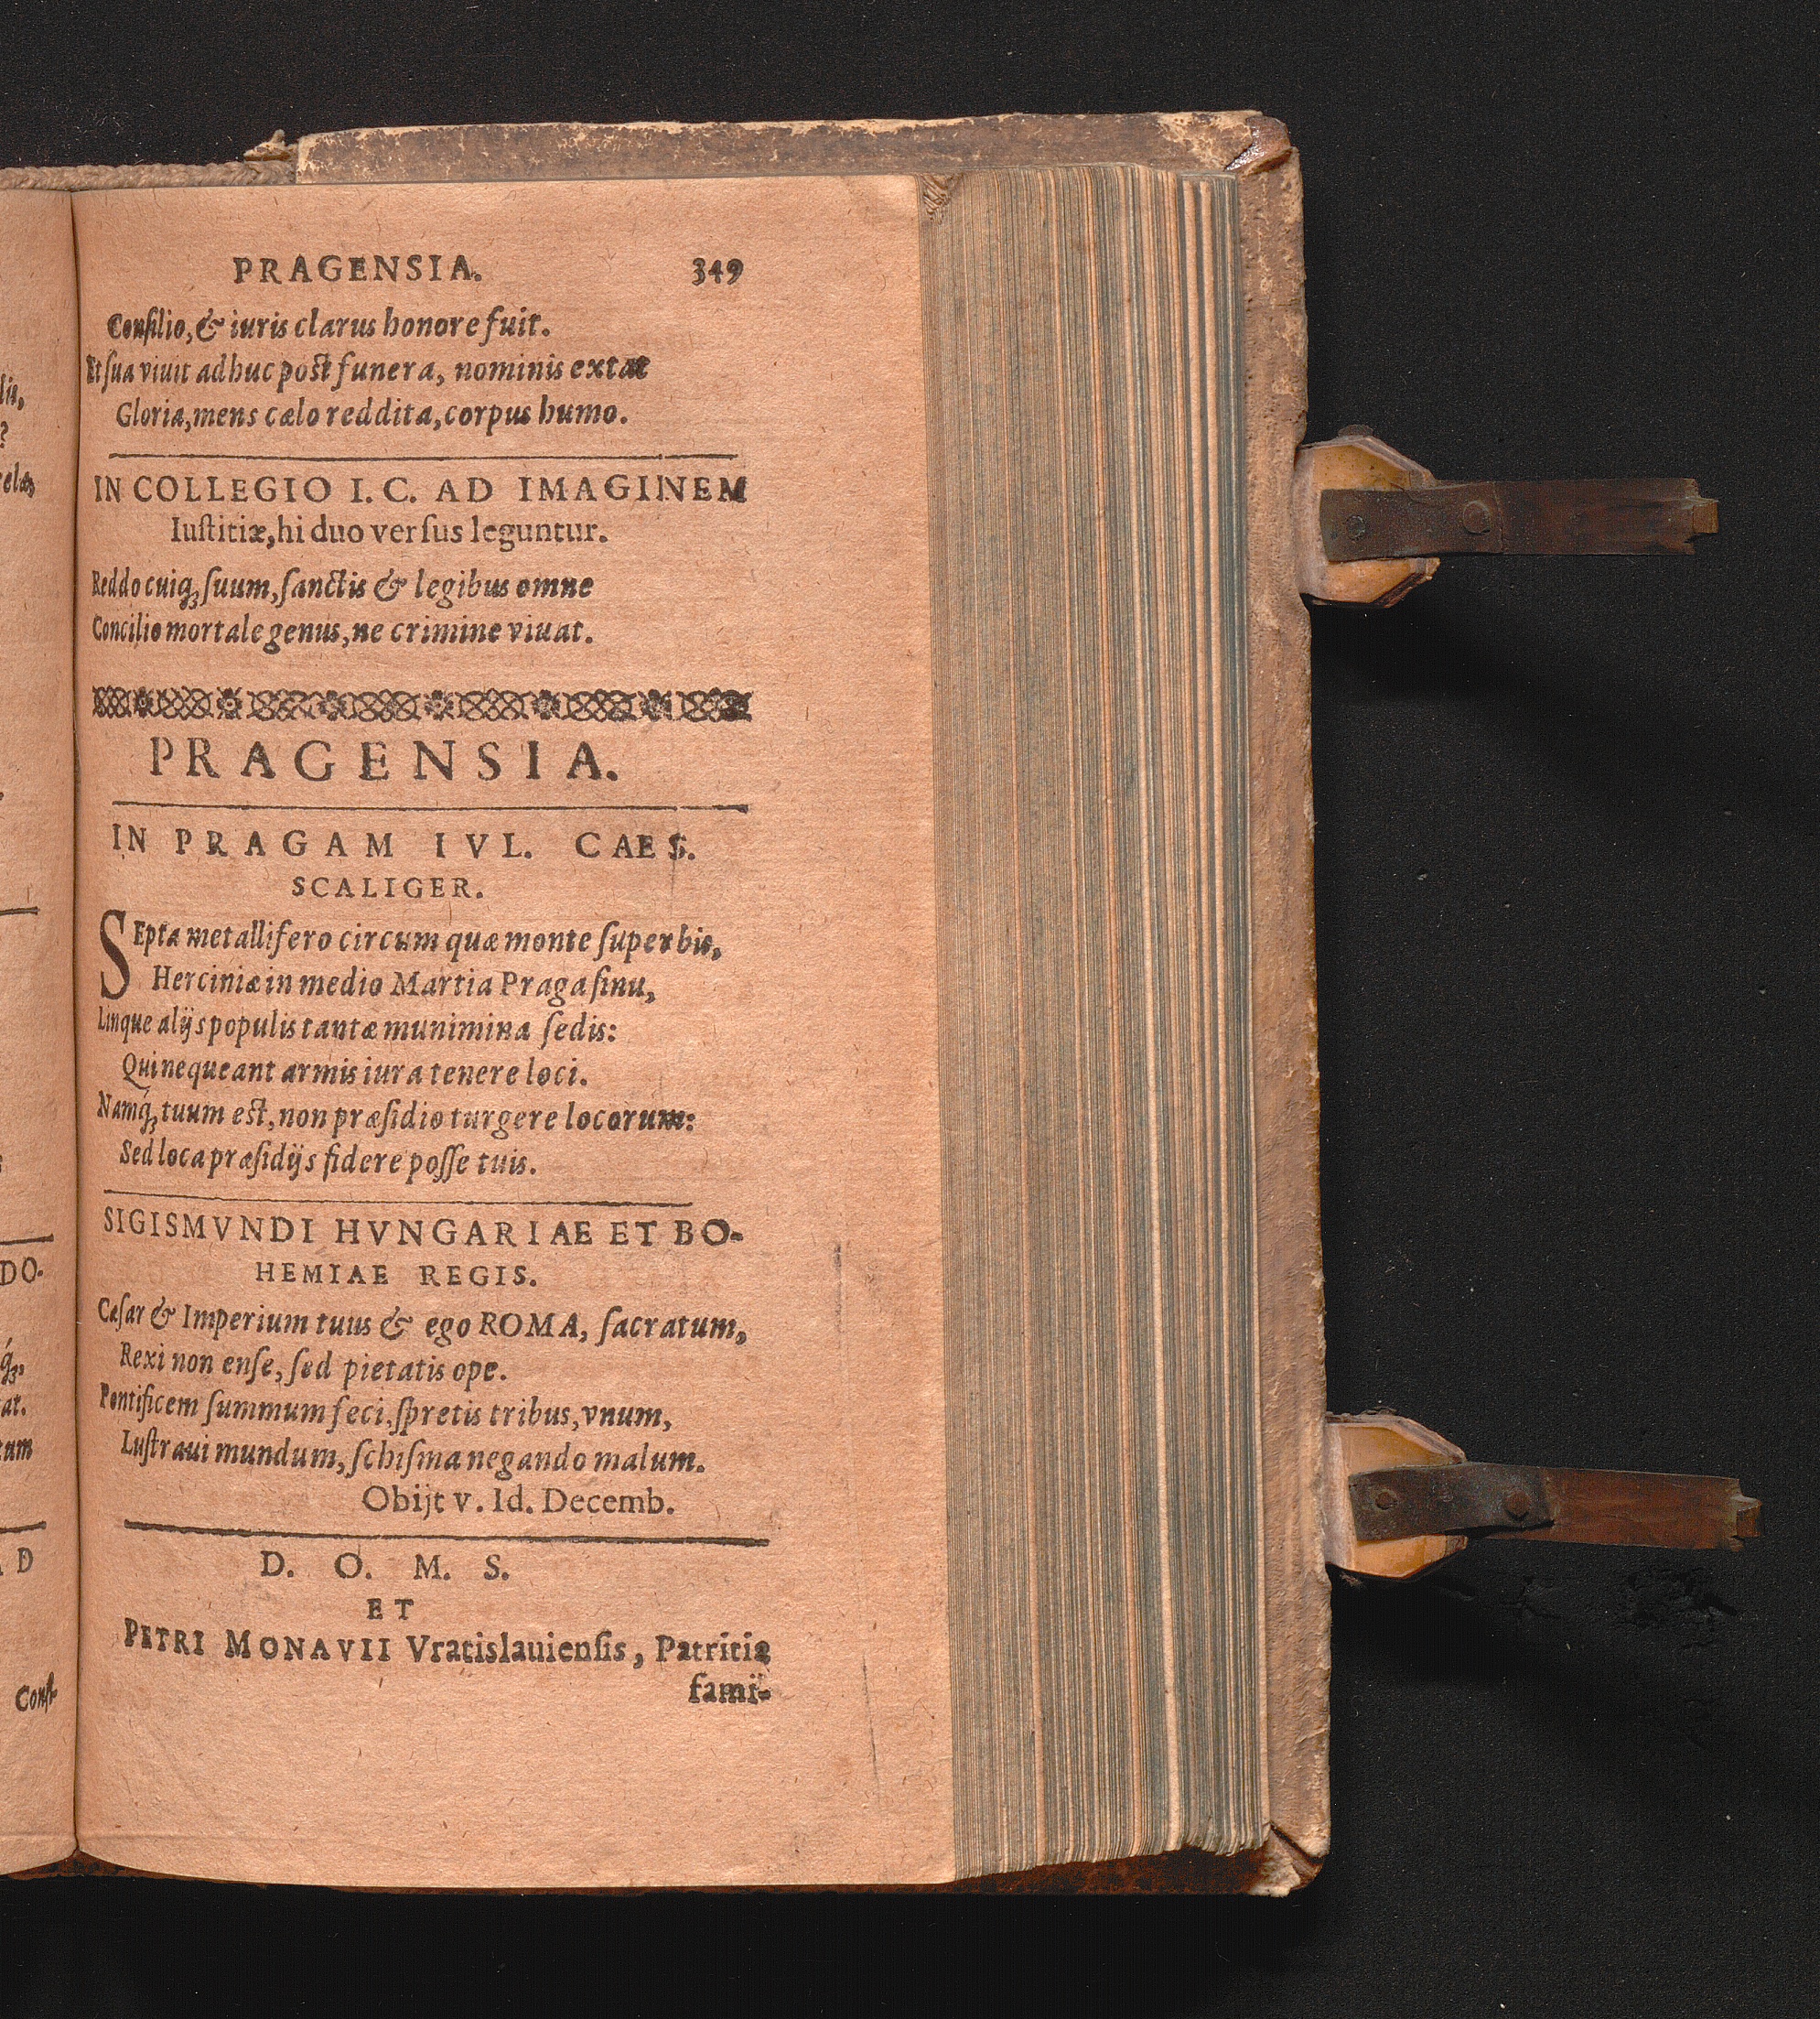 PRAGENSIA. 349
Consilio, & iuris clarus honore fuit.
Et sua viuit adhuc post funera, nominis extat
Gloria, mens cælo reddita, corpus humo.
IN COLLEGIO I. C. AD IMAGINEM
Iustitiæ, hi duo versus leguntur.
Reddo cuiq; suum, sanctis & legibus omne
Concilio mortale genus, ne crimine viuat.
PRAGENSIA.
IN PRAGAM IVL. CAES.
SCALIGER.
SEpta metallifero circum quæ monte superbis,
Herciniæ in medio Martia Praga sinu,
Linque alijs populis tantæ munimina sedis:
Qui nequeant armis iura tenere loci.
Namq́; tuum est, non præsidio turgere locorum:
Sed loca præsidijs fidere posse tuis.
SIGISMVNDI HVNGARIAE ET BO-
HEMIAE REGIS.
Cæsar & Imperium tuus & ego ROMA, sacratum,
Rexi non ense, sed pietatis ope.
Pontificem summum feci, spretis tribus, vnum,
Lustraui mundum, schisma negando malum.
Obijt v. Id. Decemb.
D. O. M. S.
ET
PETRI MONAVII Vratislauiensis, Patritia
fami-